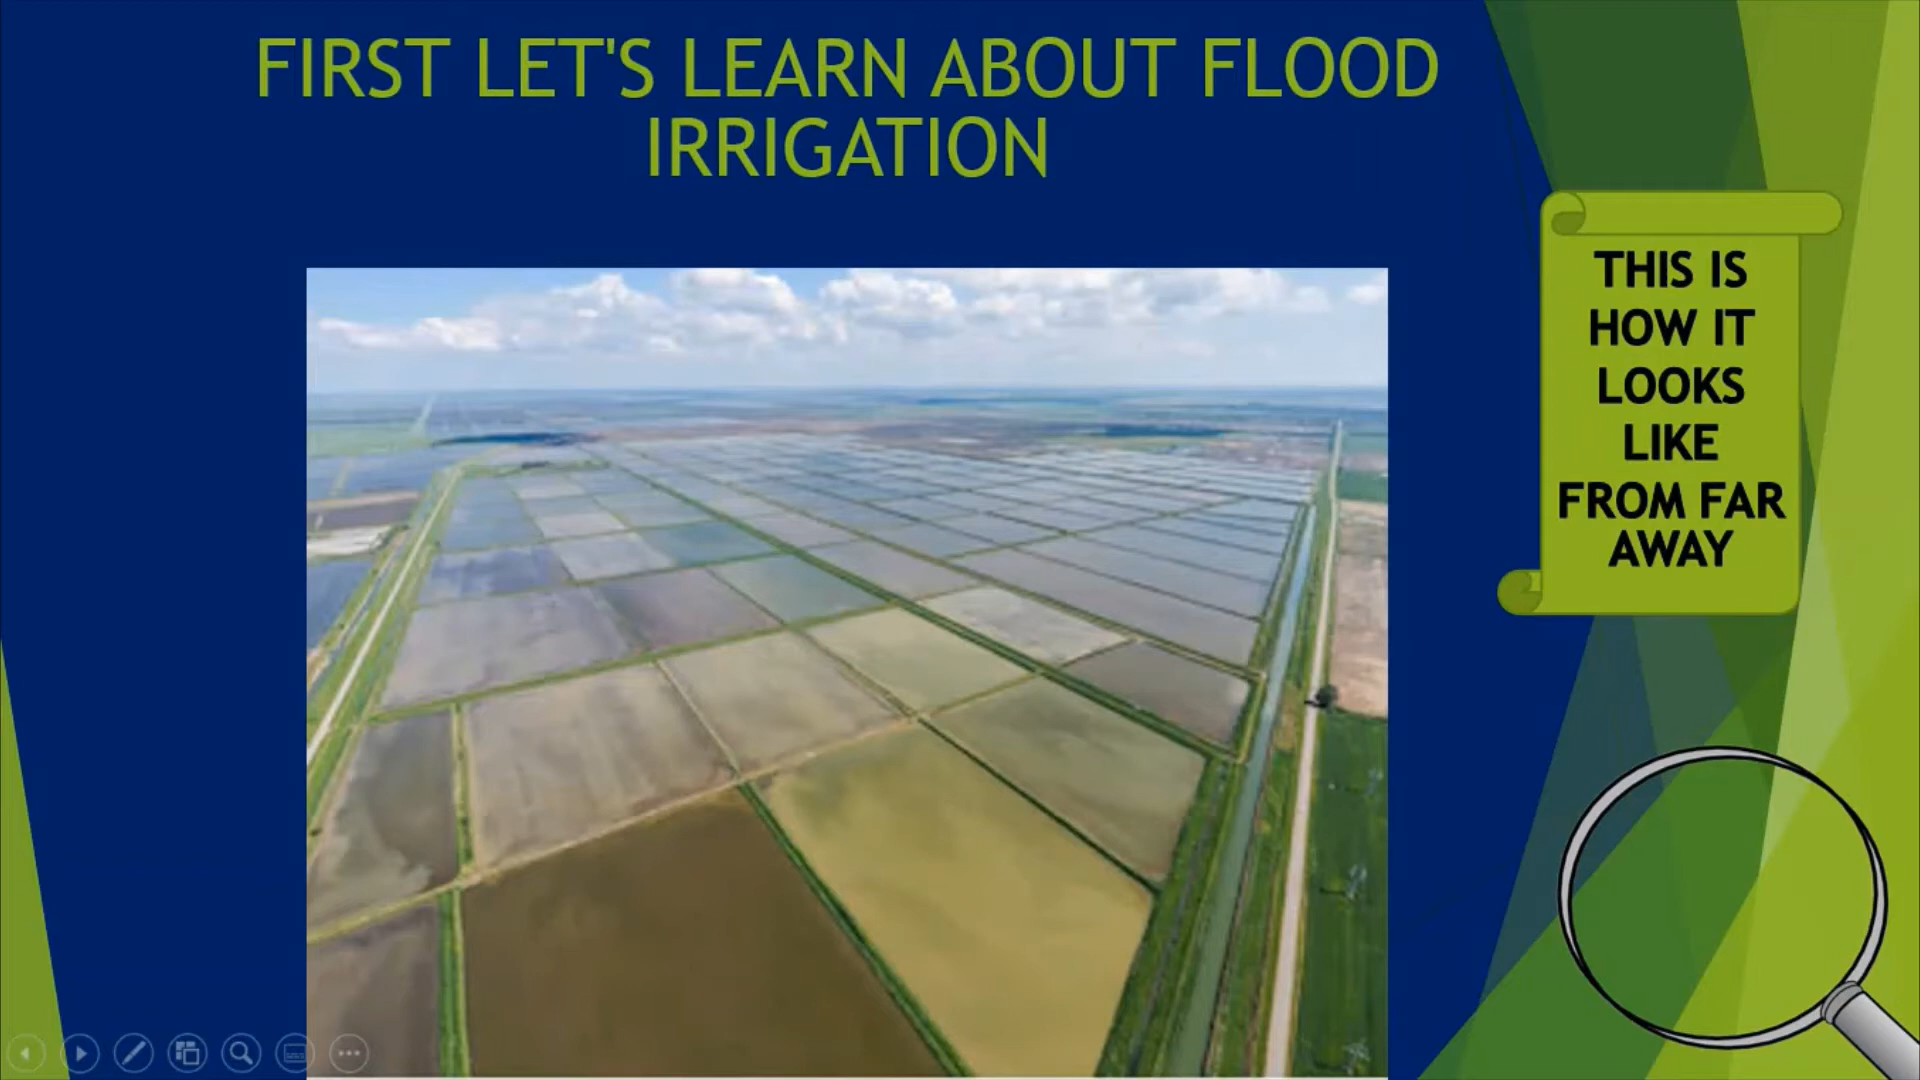 FIRST LET'S LEARN ABOUT FLOOD
IRRIGATION
THIS IS
HOW IT
LOOKS
LIKE
FROM FAR
AWAY